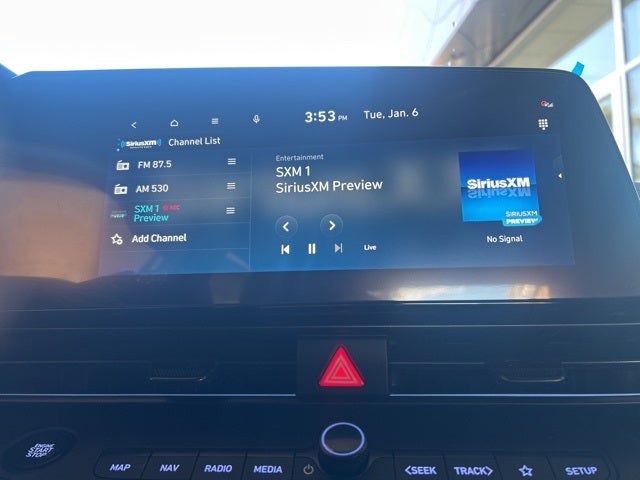 3:53 PM Tue, Jan. 6
SiriusXM Channel List
FM 87.5
AM 530
SXM 1 REC
Preview
Add Channel
Entertainment
SXM 1
SiriusXM Preview
Live
SiriusXM
SIRIUSXM
PREVIEW
No Signal
ENGINE
START
STOP
MAP NAV RADIO MEDIA <SEEK TRACK> SETUP